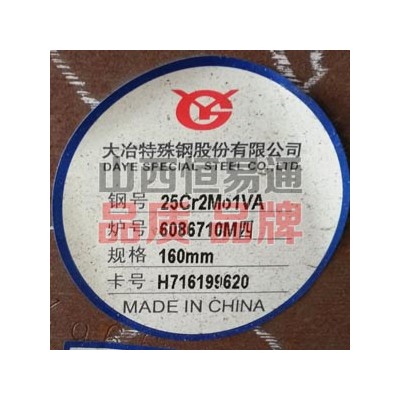 大冶特殊钢股份有限公司
DAYE SPECIAL STEEL CO.,LTD
山西恒易通
钢号 25Cr2Mo1VA
品质 品牌
炉号 6086710M四
规格 160mm
卡号 H716199620
MADE IN CHINA